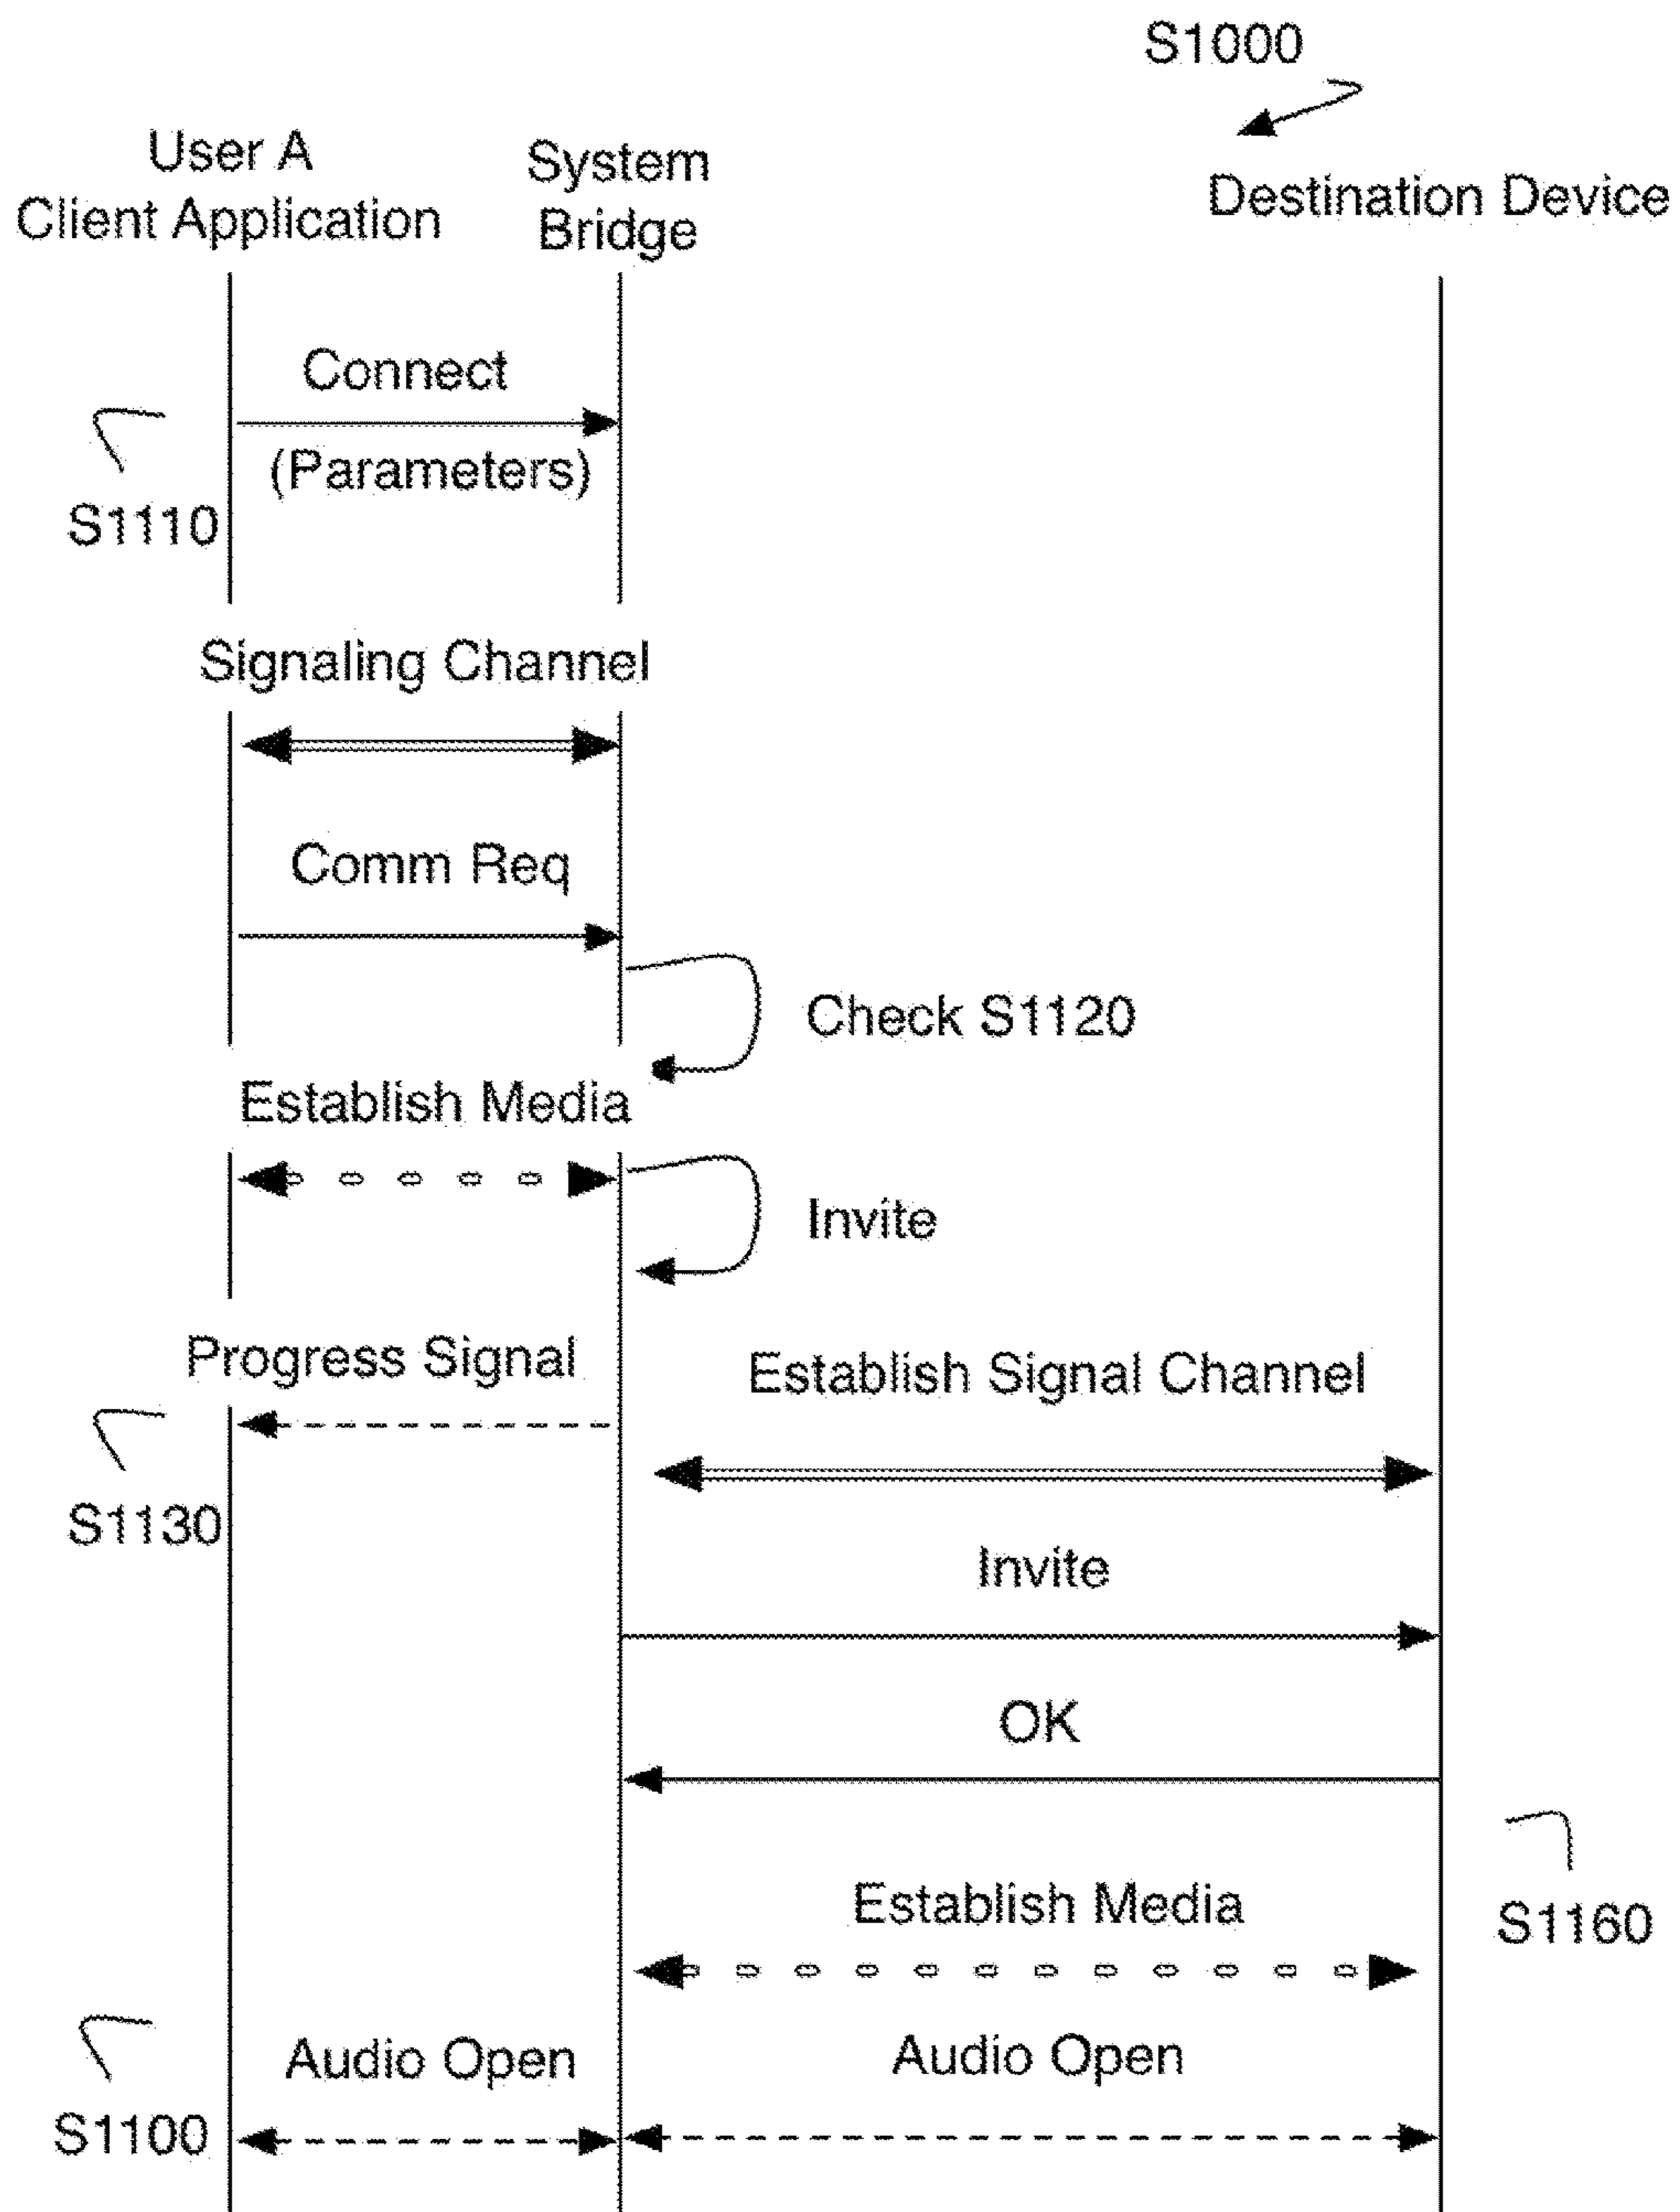 S1000
User A
Client Application
System
Bridge
Destination Device
Connect
(Parameters)
S1110
Signaling Channel
Comm Req
Check S1120
Establish Media
Invite
Progress Signal
Establish Signal Channel
S1130
Invite
OK
Establish Media
S1160
Audio Open
Audio Open
S1100